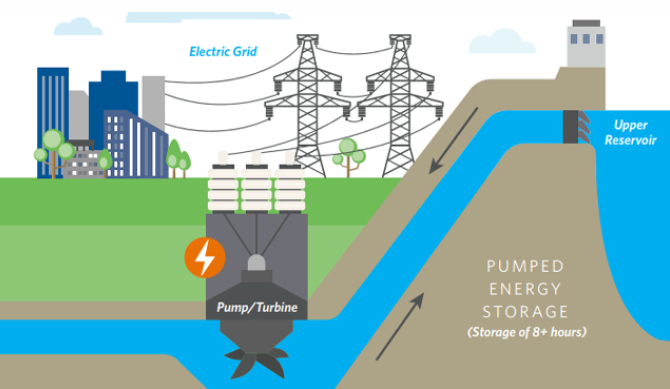 Electric Grid
Upper
Reservoir
PUMPED
ENERGY
STORAGE
(Storage of 8+ hours)
Pump/Turbine